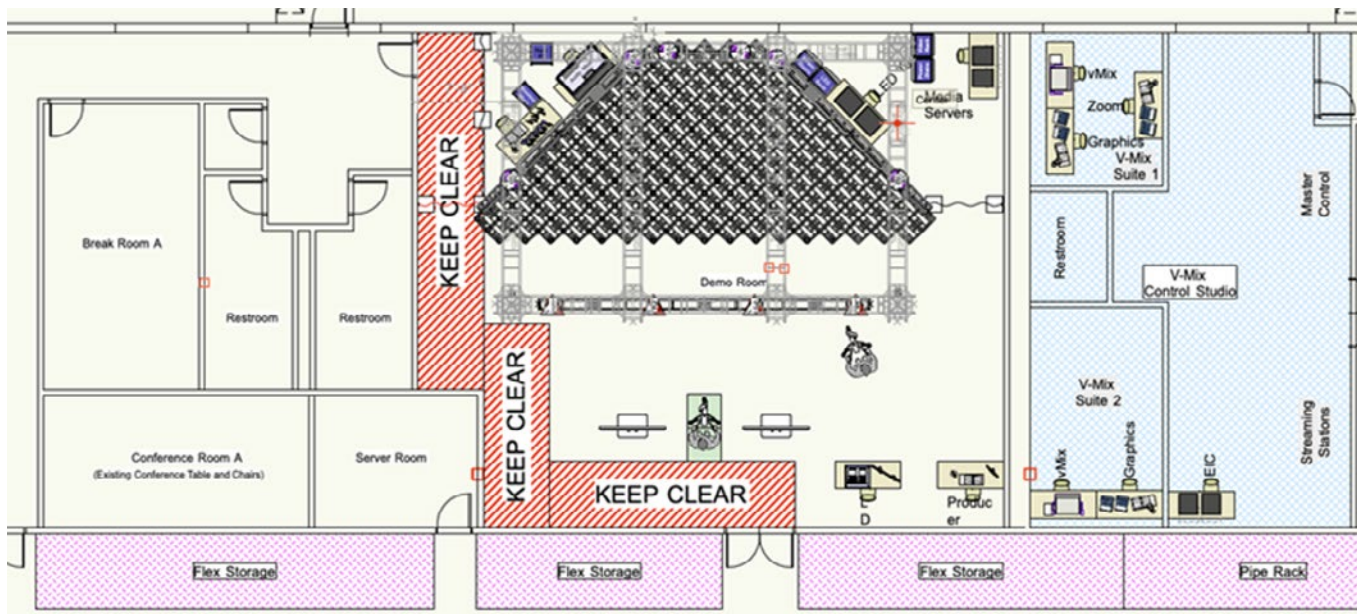 Break Room A
Restroom
Restroom
Conference Room A
(Existing Conference Table and Chairs)
Server Room
KEEP CLEAR
KEEP CLEAR
KEEP CLEAR
Demo Room
Media
Servers
vMix
Zoom
Graphics
V-Mix
Suite 1
Master
Control
Restroom
V-Mix
Control Studio
V-Mix
Suite 2
Streaming
Stations
vMix
Graphics
EIC
L
D
Produc
er
Flex Storage
Flex Storage
Flex Storage
Pipe Rack